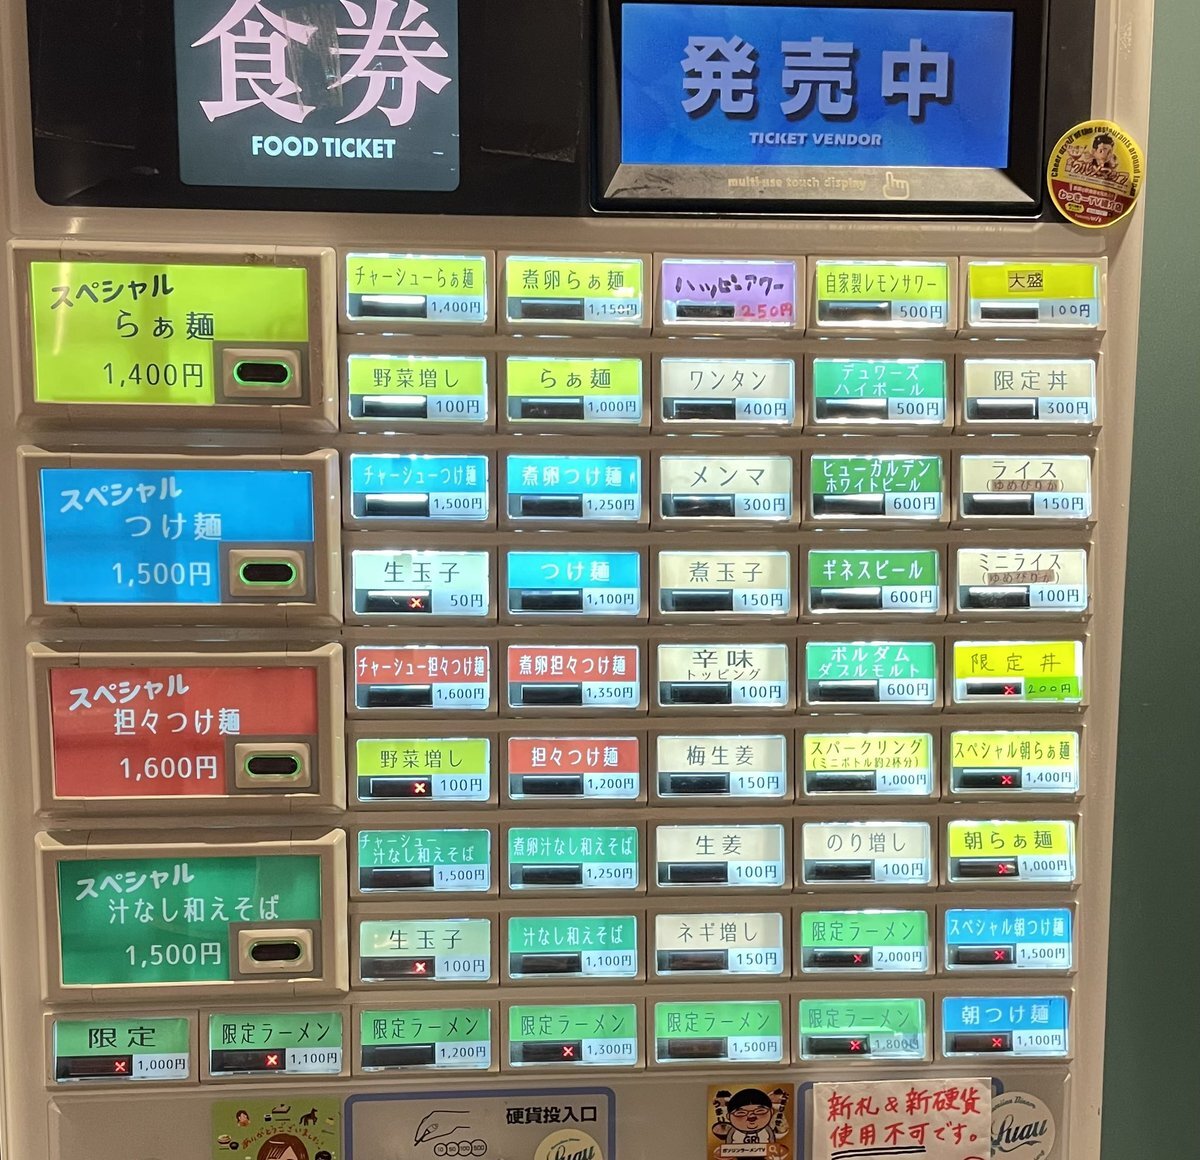 食券
FOOD TICKET
発売中
TICKET VENDOR
multi-use touch display
スペシャル
らぁ麺
1,400円
チャーシューらぁ麺
1,400円
煮卵らぁ麺
1,150円
ハッピーアワー
250円
自家製レモンサワー
500円
大盛
100円
野菜増し
100円
らぁ麺
1,000円
ワンタン
400円
デュワーズ
ハイボール
500円
限定丼
300円
スペシャル
つけ麺
1,500円
チャーシューつけ麺
1,500円
煮卵つけ麺
1,250円
メンマ
300円
ヒューガルデン
ホワイトビール
600円
ライス
(ゆめぴりか)
150円
生玉子
50円
つけ麺
1,100円
煮玉子
150円
ギネスビール
600円
ミニライス
(ゆめぴりか)
100円
スペシャル
担々つけ麺
1,600円
チャーシュー担々つけ麺
1,600円
煮卵担々つけ麺
1,350円
辛味
トッピング
100円
ボルダム
ダブルモルト
600円
限定丼
200円
野菜増し
100円
担々つけ麺
1,200円
梅生姜
150円
スパークリング
(ミニボトル約2杯分)
1,000円
スペシャル朝らぁ麺
1,400円
スペシャル
汁なし和えそば
1,500円
チャーシュー
汁なし和えそば
1,500円
煮卵汁なし和えそば
1,250円
生姜
100円
のり増し
100円
朝らぁ麺
1,000円
生玉子
100円
汁なし和えそば
1,100円
ネギ増し
150円
限定ラーメン
2,000円
スペシャル朝つけ麺
1,500円
限定
1,000円
限定ラーメン
1,100円
限定ラーメン
1,200円
限定ラーメン
1,300円
限定ラーメン
1,500円
限定ラーメン
1,800円
朝つけ麺
1,100円
ありがとうございました!
硬貨投入口
10 50 100 500
Luau
新札&新硬貨
使用不可です。
Luau